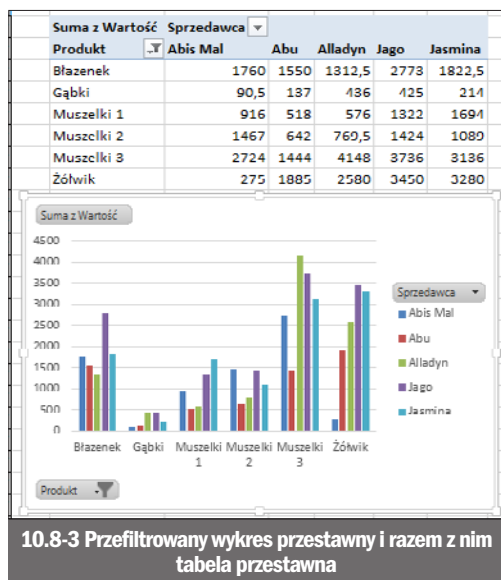 Suma z Wartość Sprzedawca
Produkt Abis Mal Abu Alladyn Jago Jasmina
Błazenek 1760 1550 1312,5 2773 1822,5
Gąbki 90,5 137 436 425 214
Muszelki 1 916 518 576 1322 1694
Muszelki 2 1467 642 769,5 1424 1089
Muszelki 3 2724 1444 4148 3736 3136
Żółwik 275 1885 2580 3450 3280
Suma z Wartość
4500
4000
3500
3000
2500
2000
1500
1000
500
0
Błazenek Gąbki Muszelki Muszelki Muszelki Żółwik
1 2 3
Sprzedawca
Abis Mal
Abu
Alladyn
Jago
Jasmina
Produkt
10.8-3 Przefiltrowany wykres przestawny i razem z nim
tabela przestawna